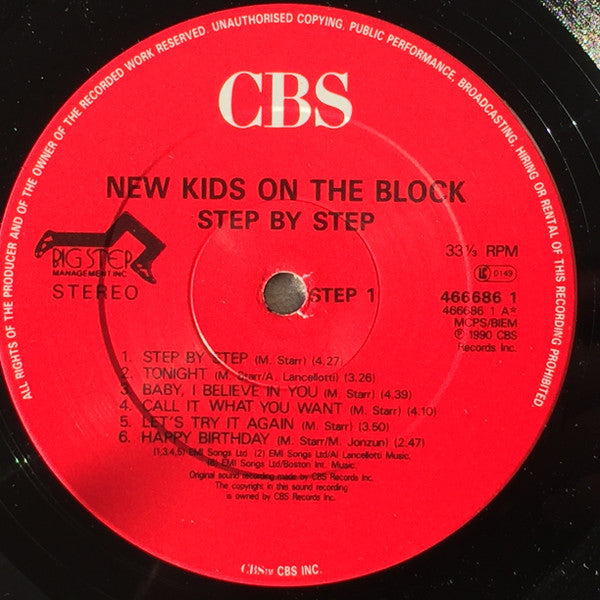 ALL RIGHTS OF THE PRODUCER AND OF THE OWNER OF THE RECORDED WORK RESERVED. UNAUTHORISED COPYING, PUBLIC PERFORMANCE, BROADCASTING, HIRING OR RENTAL OF THIS RECORDING PROHIBITED.
CBS
NEW KIDS ON THE BLOCK
STEP BY STEP
BIG STEP
MANAGEMENT INC.
STEREO
33⅓ RPM
LC 0149
STEP 1
466686 1
466686 1 A*
MCPS/BIEM
℗ 1990 CBS
Records Inc.
1. STEP BY STEP (M. Starr) (4.27)
2. TONIGHT (M. Starr/A. Lancellotti) (3.26)
3. BABY, I BELIEVE IN YOU (M. Starr) (4.39)
4. CALL IT WHAT YOU WANT (M. Starr) (4.10)
5. LET'S TRY IT AGAIN (M. Starr) (3.50)
6. HAPPY BIRTHDAY (M. Starr/M. Jonzun) (2.47)
(1,3,4,5) EMI Songs Ltd (2) EMI Songs Ltd/Al Lancellotti Music.
(6) EMI Songs Ltd/Boston Int. Music.
Original sound recording made by CBS Records Inc.
The copyright in this sound recording
is owned by CBS Records Inc.
CBS™ CBS INC.